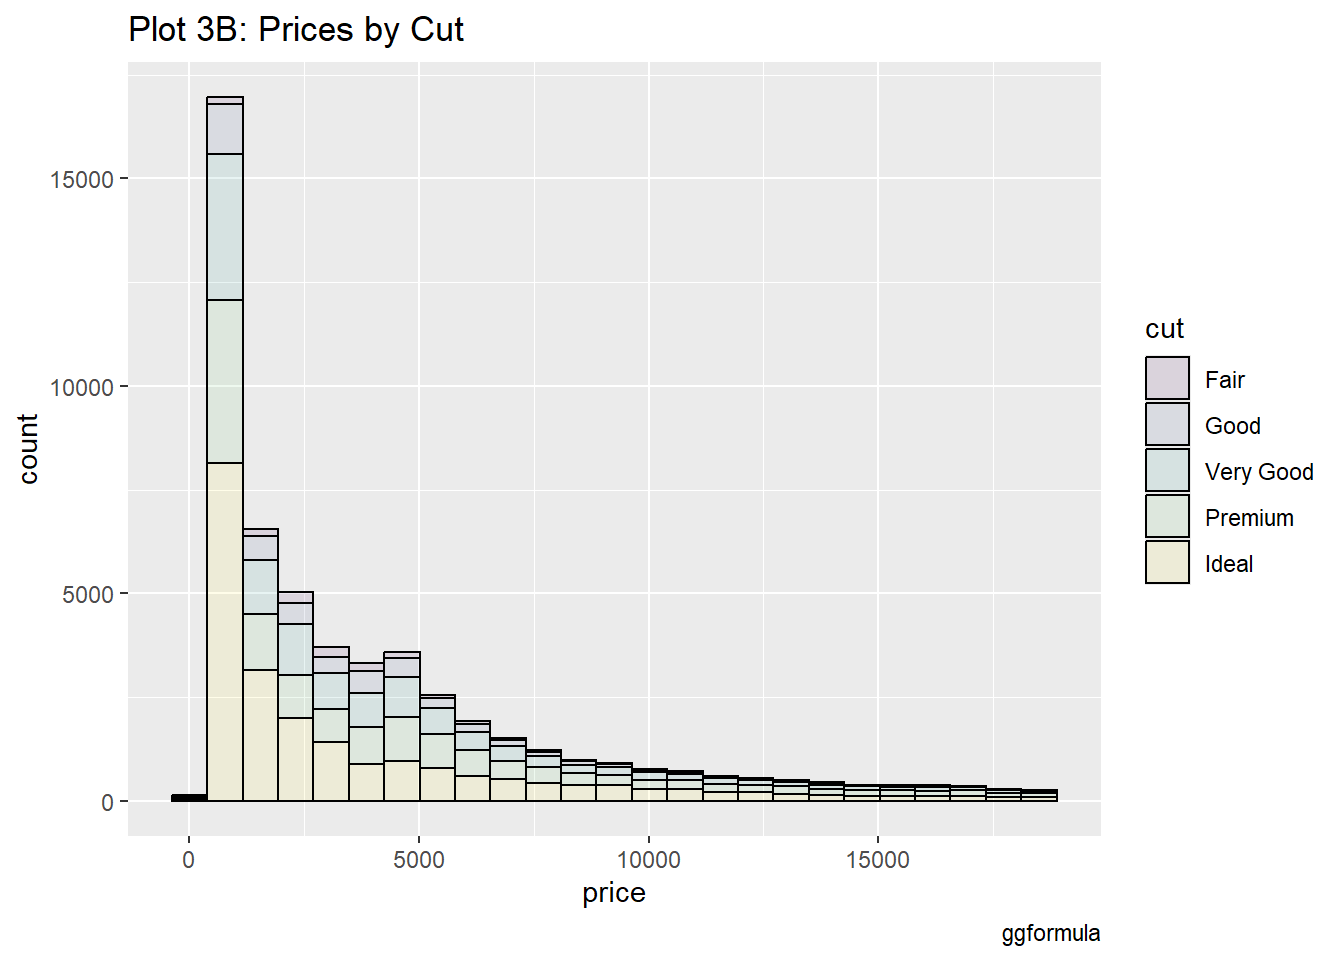 Plot 3B: Prices by Cut
15000
10000
5000
0
count
0 5000 10000 15000
price
cut
Fair
Good
Very Good
Premium
Ideal
ggformula